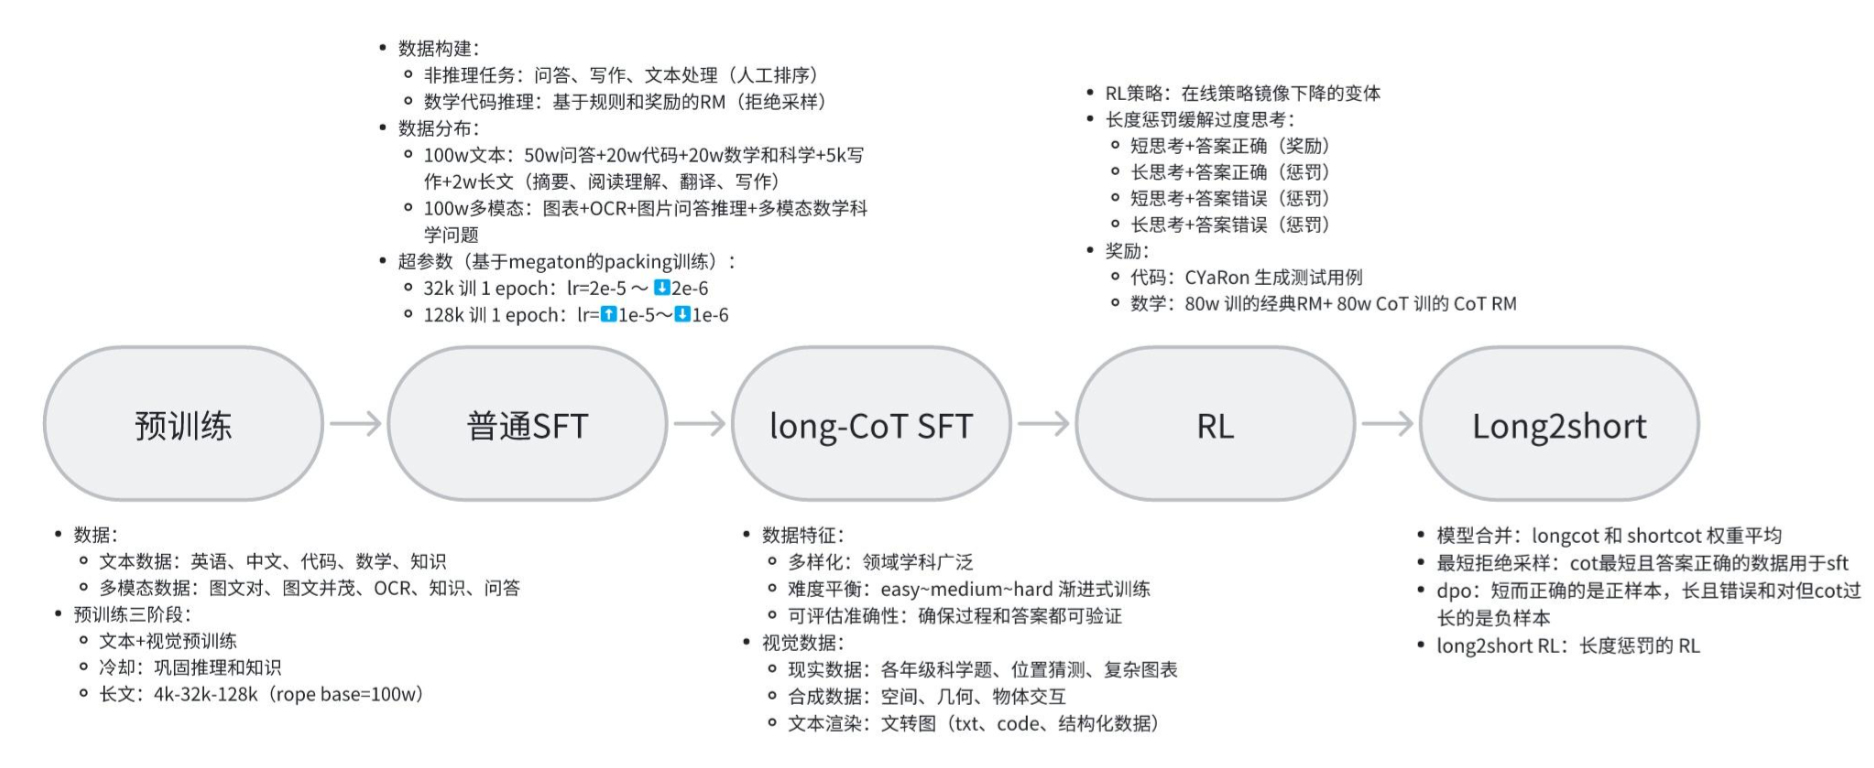 数据构建：
非推理任务：问答、写作、文本处理（人工排序）
数学代码推理：基于规则和奖励的RM（拒绝采样）
数据分布：
100w文本：50w问答+20w代码+20w数学和科学+5k写
作+2w长文（摘要、阅读理解、翻译、写作）
100w多模态：图表+OCR+图片问答推理+多模态数学科
学问题
超参数（基于megaton的packing训练）：
32k 训 1 epoch：lr=2e-5 ～ ⬇2e-6
128k 训 1 epoch：lr=⬆1e-5～⬇1e-6
RL策略：在线策略镜像下降的变体
长度惩罚缓解过度思考：
短思考+答案正确（奖励）
长思考+答案正确（惩罚）
短思考+答案错误（惩罚）
长思考+答案错误（惩罚）
奖励：
代码：CYaRon 生成测试用例
数学：80w 训的经典RM+ 80w CoT 训的 CoT RM
预训练
普通SFT
long-CoT SFT
RL
Long2short
数据：
文本数据：英语、中文、代码、数学、知识
多模态数据：图文对、图文并茂、OCR、知识、问答
预训练三阶段：
文本+视觉预训练
冷却：巩固推理和知识
长文：4k-32k-128k（rope base=100w）
数据特征：
多样化：领域学科广泛
难度平衡：easy~medium~hard 渐进式训练
可评估准确性：确保过程和答案都可验证
视觉数据：
现实数据：各年级科学题、位置猜测、复杂图表
合成数据：空间、几何、物体交互
文本渲染：文转图（txt、code、结构化数据）
模型合并：longcot 和 shortcot 权重平均
最短拒绝采样：cot最短且答案正确的数据用于sft
dpo：短而正确的是正样本，长且错误和对但cot过
长的是负样本
long2short RL：长度惩罚的 RL